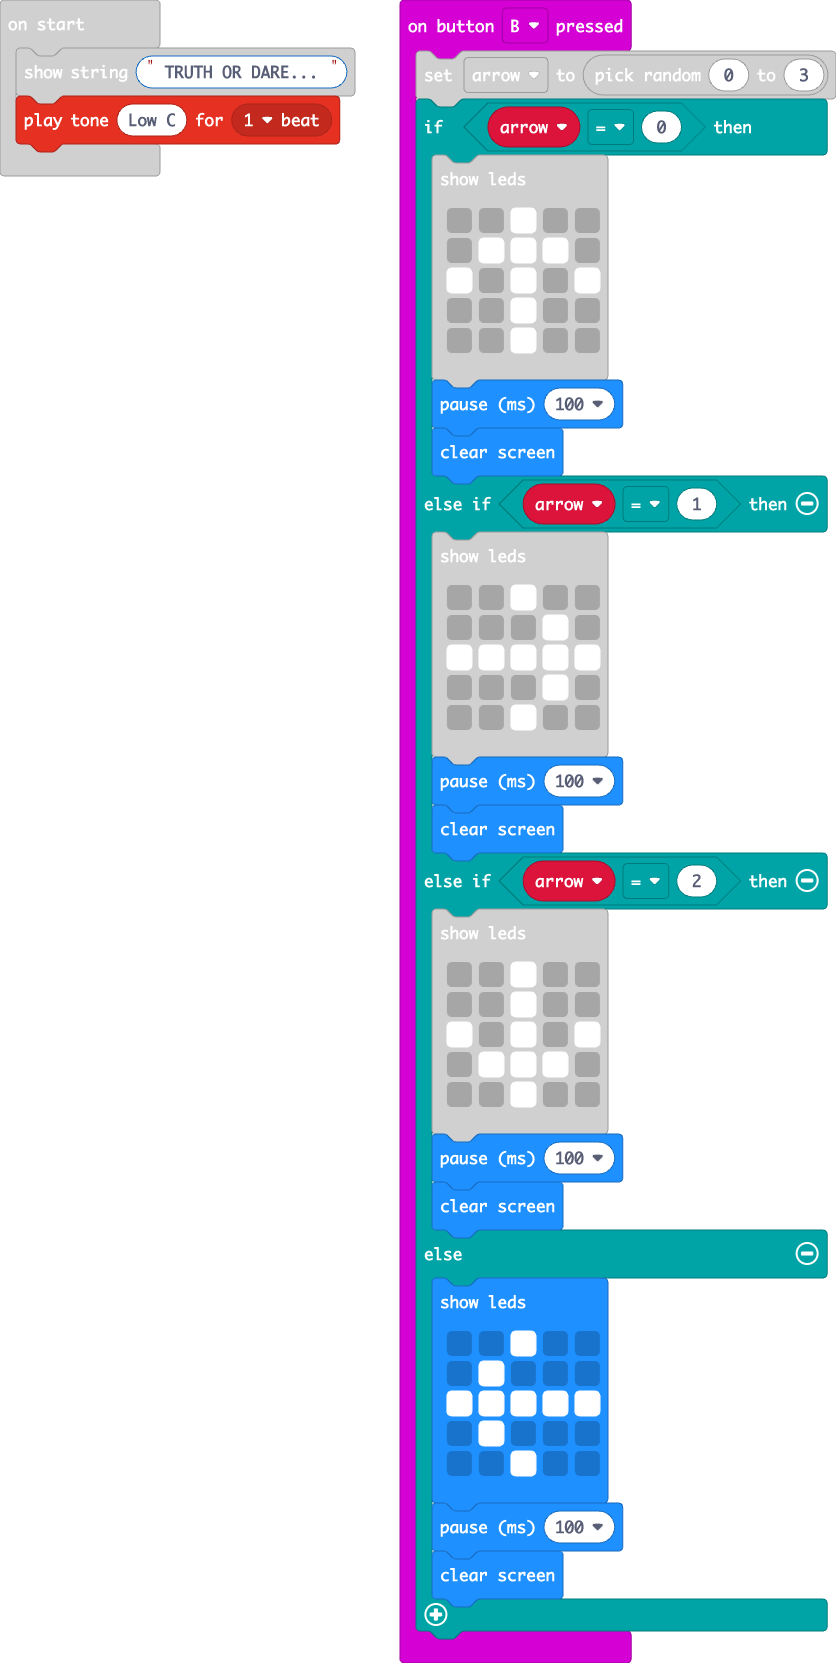 on start
show string " TRUTH OR DARE... "
play tone Low C for 1 beat
on button B pressed
set arrow to pick random 0 to 3
if arrow = 0 then
show leds
pause (ms) 100
clear screen
else if arrow = 1 then
show leds
pause (ms) 100
clear screen
else if arrow = 2 then
show leds
pause (ms) 100
clear screen
else
show leds
pause (ms) 100
clear screen